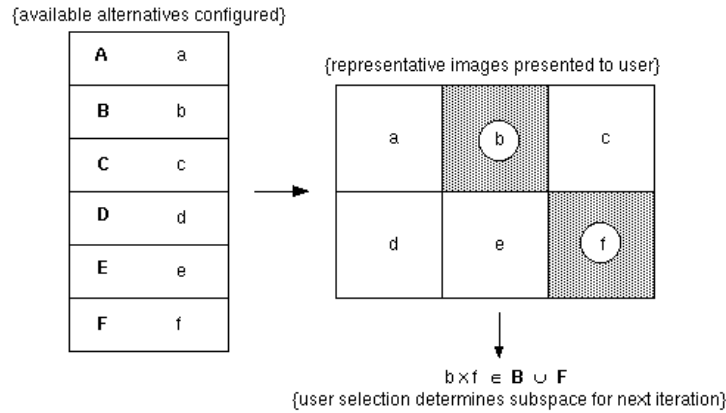 {available alternatives configured}
A a
B b
C c
D d
E e
F f
{representative images presented to user}
a b c
d e f
b×f ∈ B ∪ F
{user selection determines subspace for next iteration}